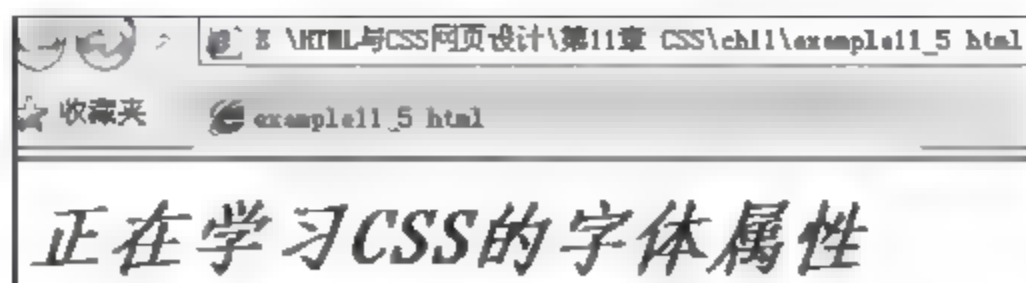 E \HTML与CSS网页设计\第11章 CSS\ch11\example11_5 html
收藏夹 example11_5 html
正在学习CSS的字体属性